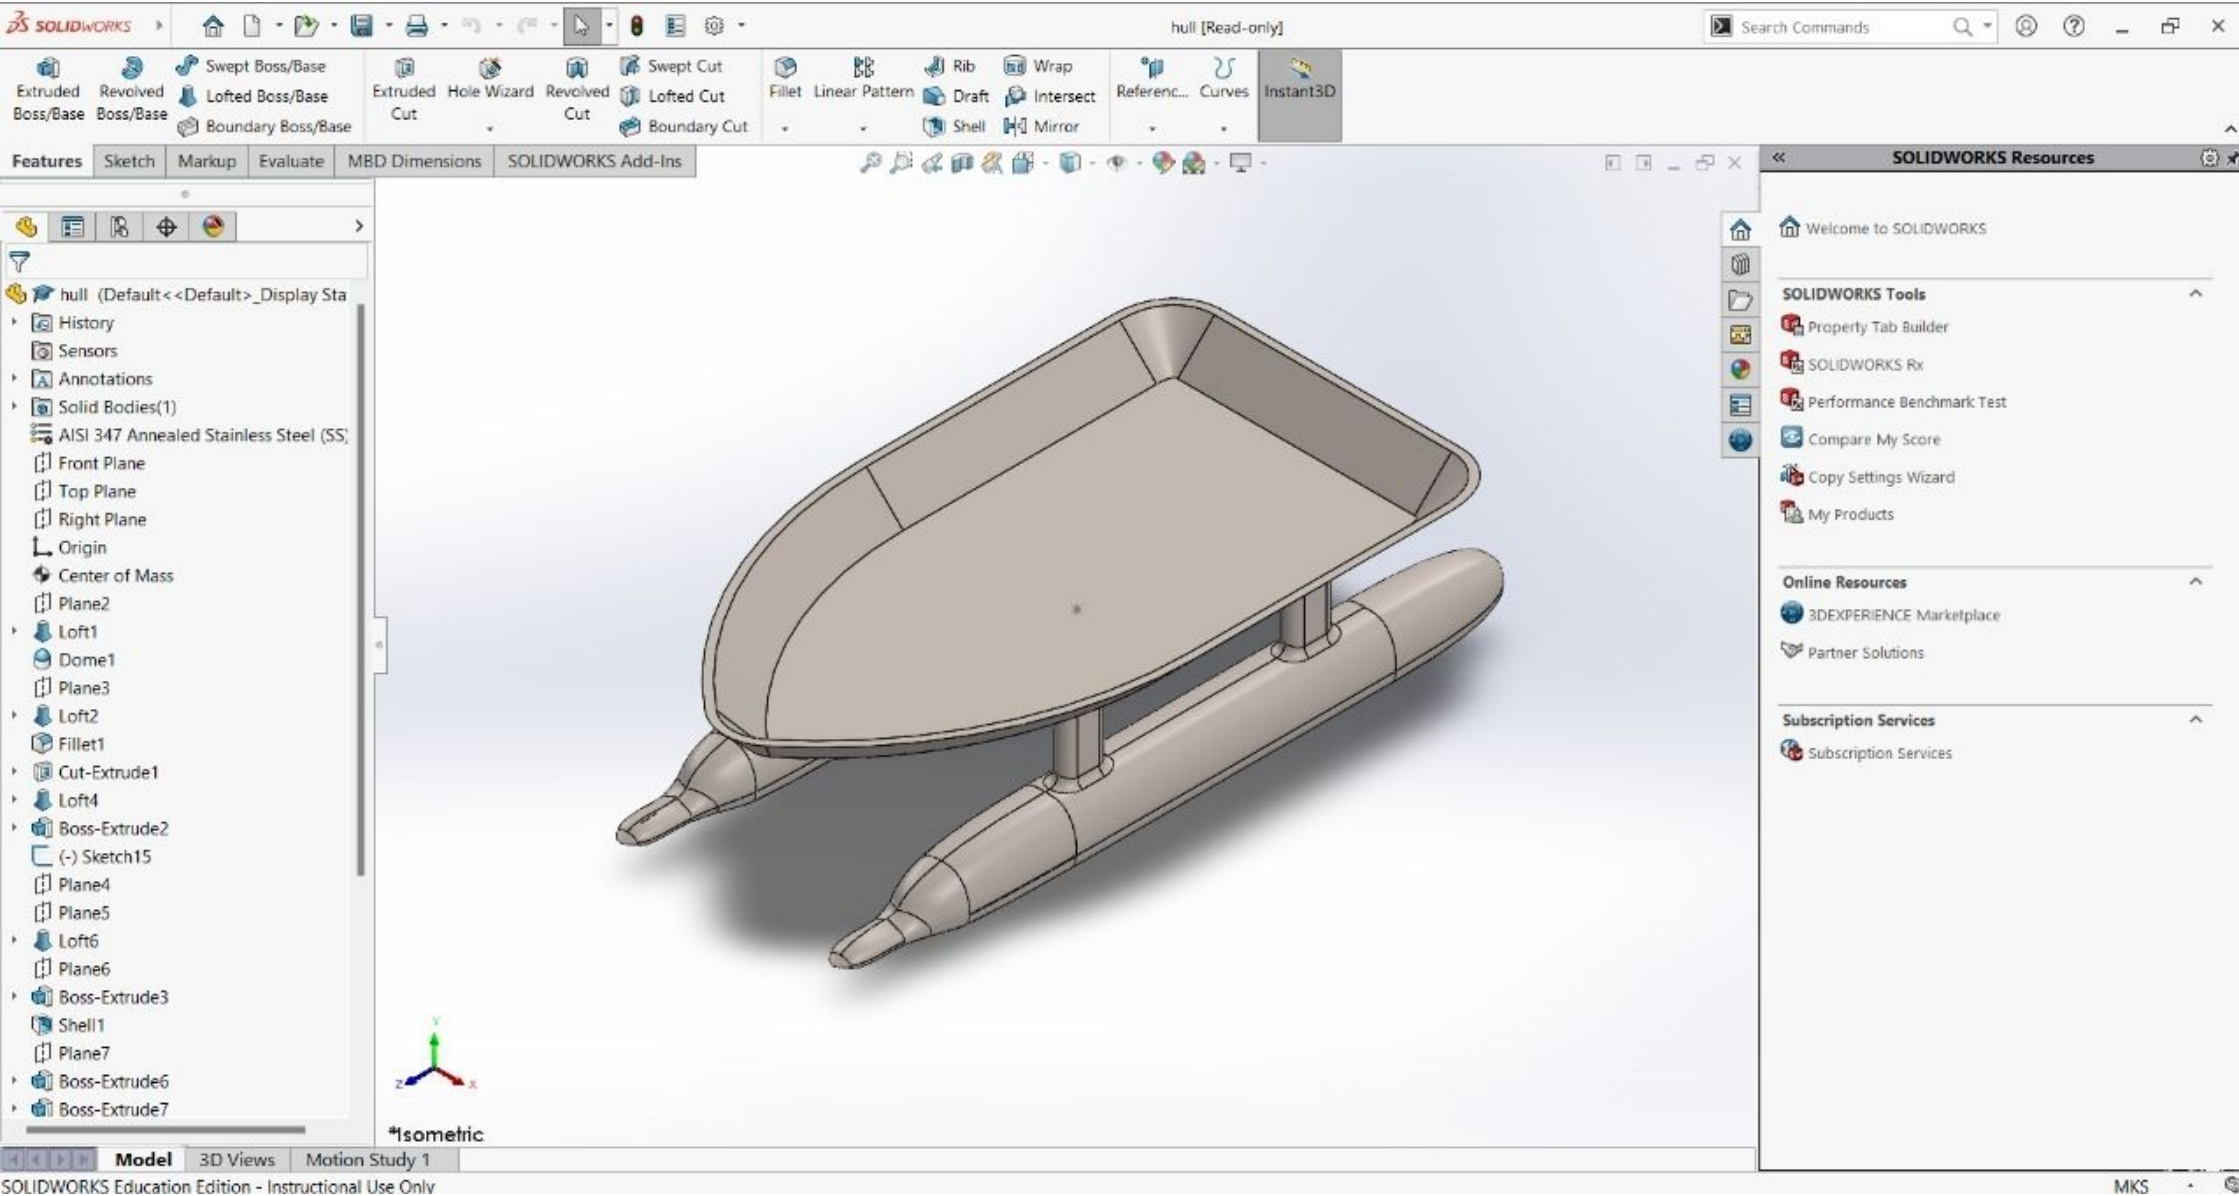 SOLIDWORKS
hull [Read-only]
Search Commands
Extruded Boss/Base
Revolved Boss/Base
Swept Boss/Base
Lofted Boss/Base
Boundary Boss/Base
Extruded Cut
Hole Wizard
Revolved Cut
Swept Cut
Lofted Cut
Boundary Cut
Fillet
Linear Pattern
Rib
Draft
Shell
Wrap
Intersect
Mirror
Referenc...
Curves
Instant3D
Features
Sketch
Markup
Evaluate
MBD Dimensions
SOLIDWORKS Add-Ins
hull (Default<<Default>_Display Sta
History
Sensors
Annotations
Solid Bodies(1)
AISI 347 Annealed Stainless Steel (SS)
Front Plane
Top Plane
Right Plane
Origin
Center of Mass
Plane2
Loft1
Dome1
Plane3
Loft2
Fillet1
Cut-Extrude1
Loft4
Boss-Extrude2
(-) Sketch15
Plane4
Plane5
Loft6
Plane6
Boss-Extrude3
Shell1
Plane7
Boss-Extrude6
Boss-Extrude7
Y
Z
X
*Isometric
SOLIDWORKS Resources
Welcome to SOLIDWORKS
SOLIDWORKS Tools
Property Tab Builder
SOLIDWORKS Rx
Performance Benchmark Test
Compare My Score
Copy Settings Wizard
My Products
Online Resources
3DEXPERIENCE Marketplace
Partner Solutions
Subscription Services
Subscription Services
Model
3D Views
Motion Study 1
SOLIDWORKS Education Edition - Instructional Use Only
MKS